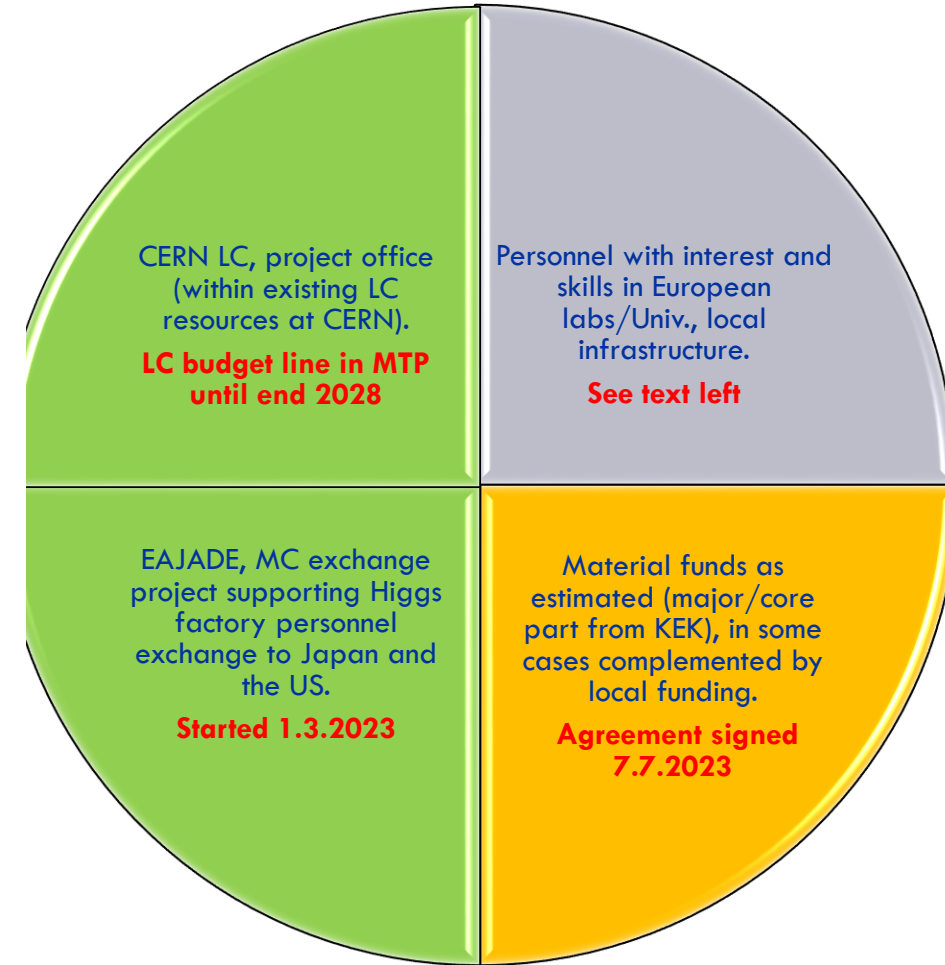 CERN LC, project office
(within existing LC
resources at CERN).
LC budget line in MTP
until end 2028
Personnel with interest and
skills in European
labs/Univ., local
infrastructure.
See text left
EAJADE, MC exchange
project supporting Higgs
factory personnel
exchange to Japan and
the US.
Started 1.3.2023
Material funds as
estimated (major/core
part from KEK), in some
cases complemented by
local funding.
Agreement signed
7.7.2023